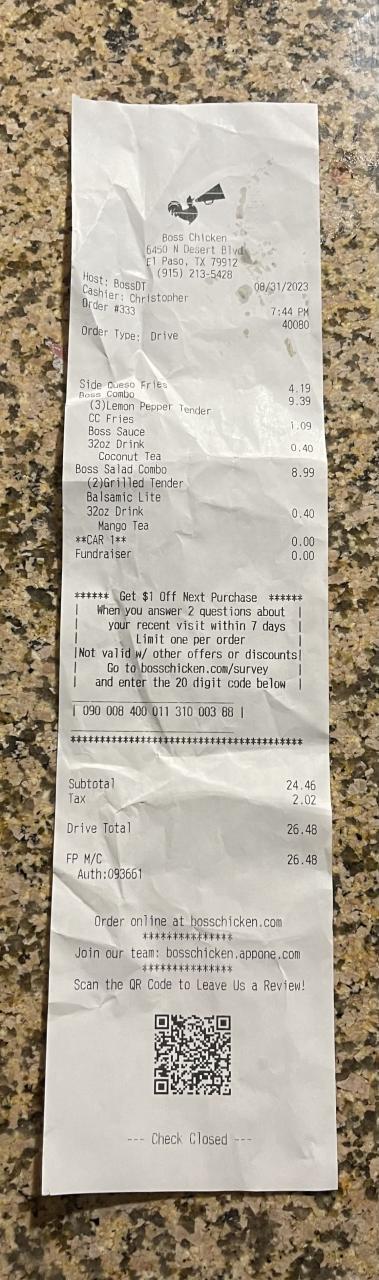 Boss Chicken
6450 N Desert Blvd
El Paso, TX 79912
(915) 213-5428
Host: BossDT 08/31/2023
Cashier: Christopher
Order #333 7:44 PM
40080
Order Type: Drive
Side Queso Fries 4.19
Boss Combo 9.39
(3)Lemon Pepper Tender
CC Fries
Boss Sauce 1.09
32oz Drink
Coconut Tea 0.40
Boss Salad Combo 8.99
(2)Grilled Tender
Balsamic Lite
32oz Drink 0.40
Mango Tea
**CAR 1** 0.00
Fundraiser 0.00
****** Get $1 Off Next Purchase ******
| When you answer 2 questions about |
| your recent visit within 7 days |
| Limit one per order |
|Not valid w/ other offers or discounts|
| Go to bosschicken.com/survey |
| and enter the 20 digit code below |
| 090 008 400 011 310 003 88 |
****************************************
Subtotal 24.46
Tax 2.02
Drive Total 26.48
FP M/C 26.48
Auth:093661
Order online at bosschicken.com
***************
Join our team: bosschicken.appone.com
***************
Scan the QR Code to Leave Us a Review!
--- Check Closed ---